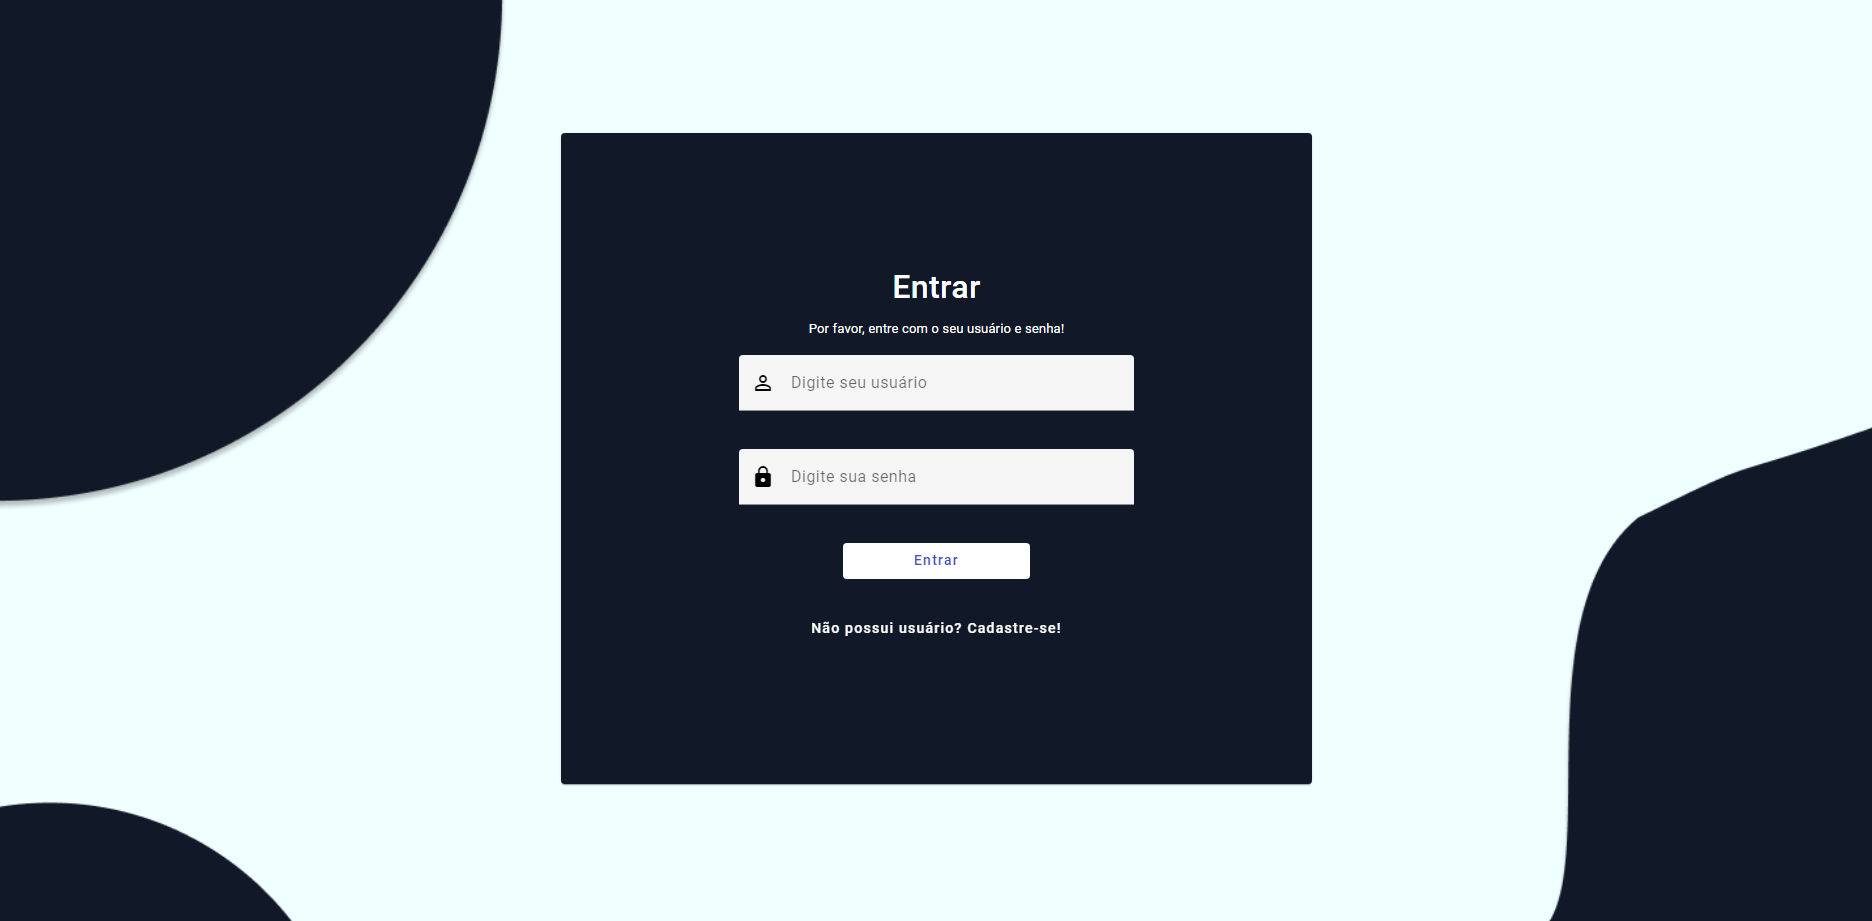 Entrar
Por favor, entre com o seu usuário e senha!
Digite seu usuário
Digite sua senha
Entrar
Não possui usuário? Cadastre-se!